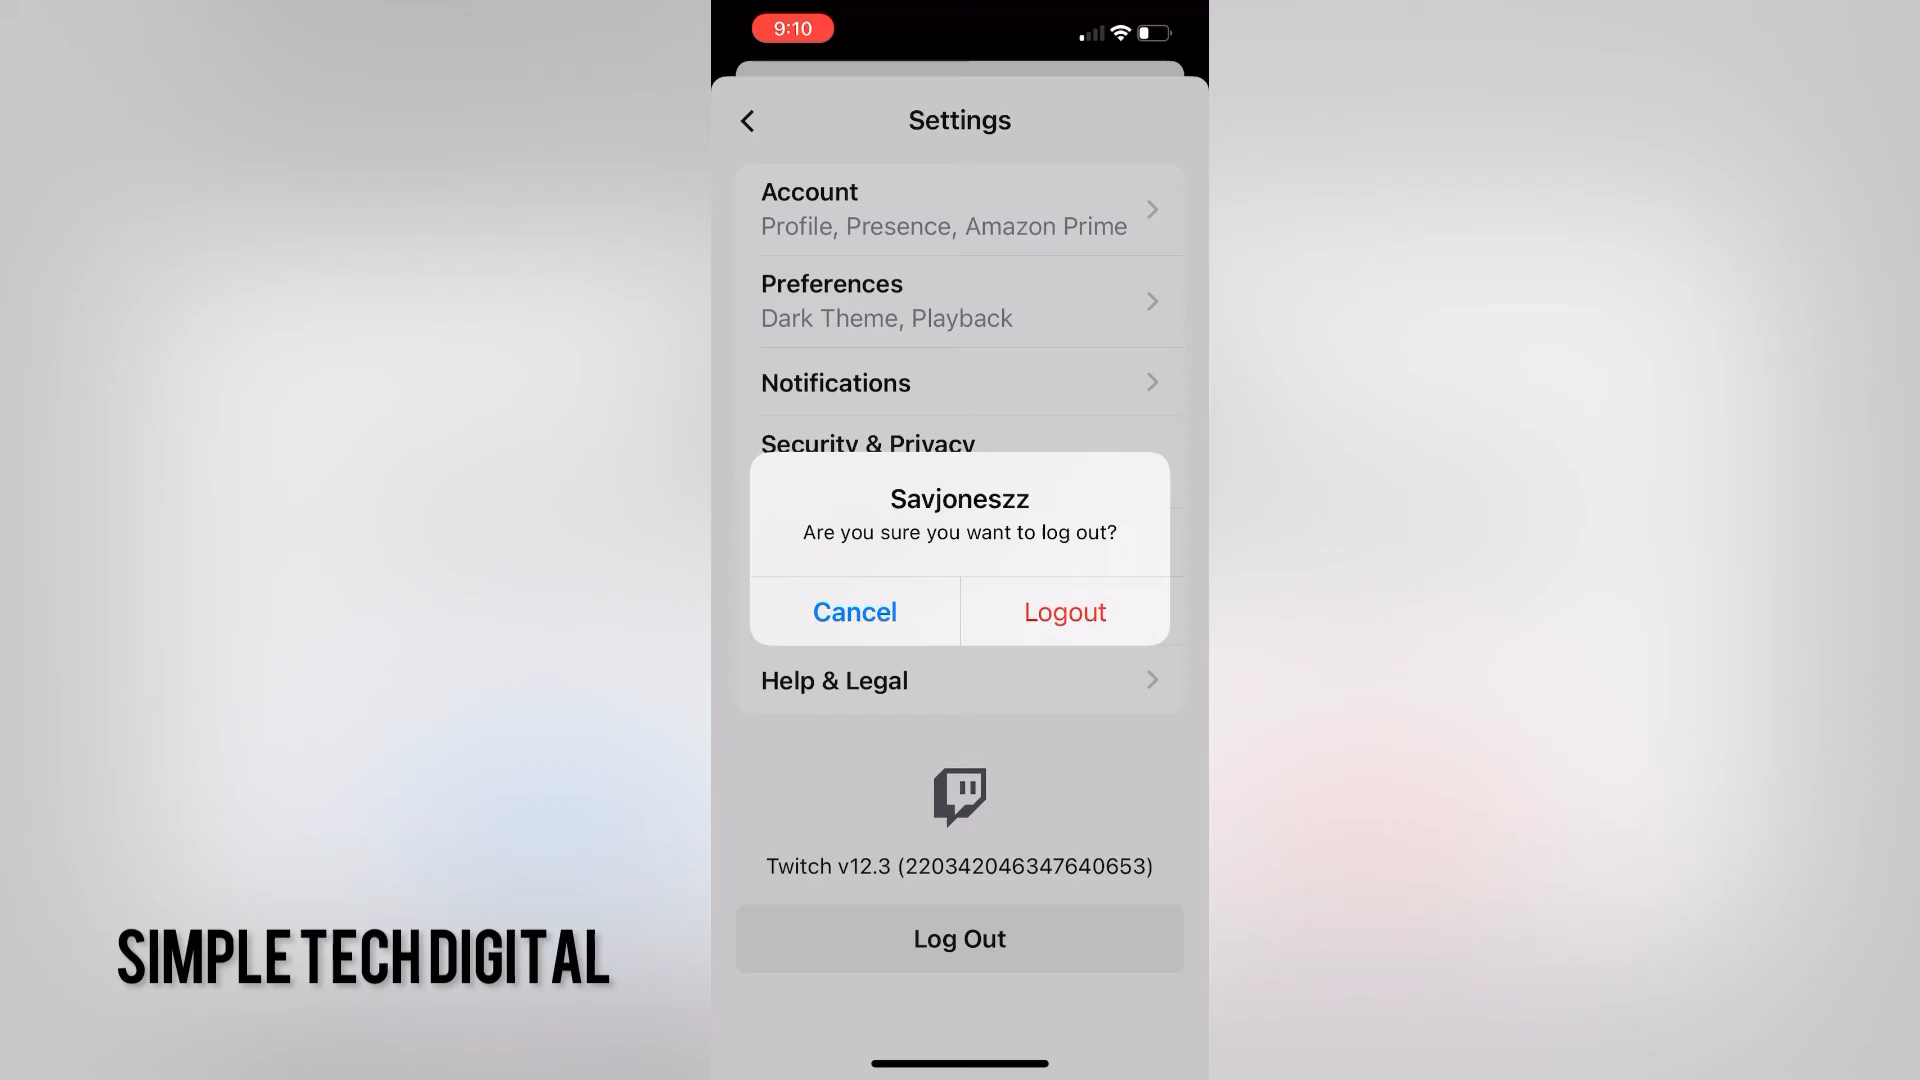 9:10
Settings
Account
Profile, Presence, Amazon Prime
Preferences
Dark Theme, Playback
Notifications
Security & Privacy
Savjoneszz
Are you sure you want to log out?
Cancel Logout
Help & Legal
Twitch v12.3 (220342046347640653)
Log Out
SIMPLE TECH DIGITAL